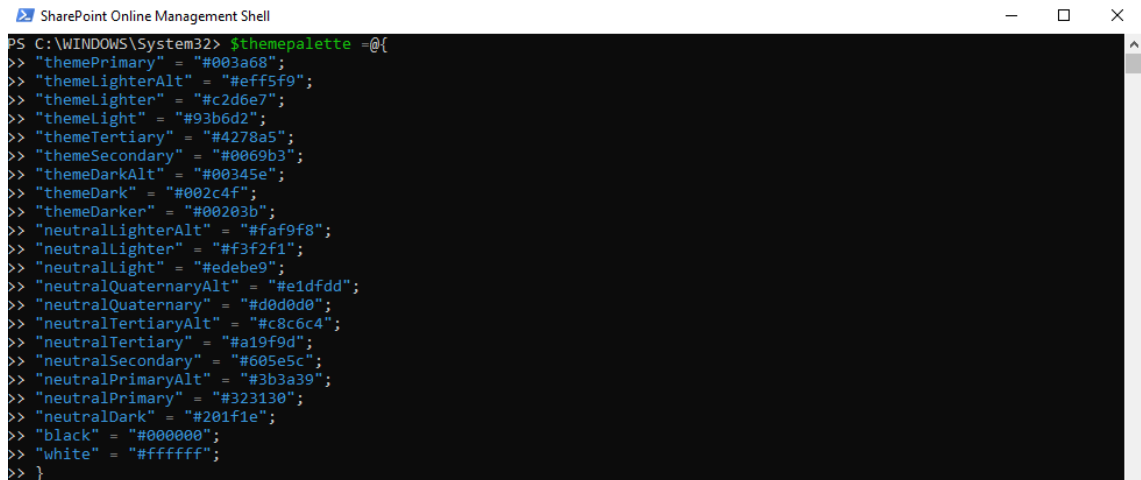 SharePoint Online Management Shell
PS C:\WINDOWS\System32> $themepalette =@{
>> "themePrimary" = "#003a68";
>> "themeLighterAlt" = "#eff5f9";
>> "themeLighter" = "#c2d6e7";
>> "themeLight" = "#93b6d2";
>> "themeTertiary" = "#4278a5";
>> "themeSecondary" = "#0069b3";
>> "themeDarkAlt" = "#00345e";
>> "themeDark" = "#002c4f";
>> "themeDarker" = "#00203b";
>> "neutralLighterAlt" = "#faf9f8";
>> "neutralLighter" = "#f3f2f1";
>> "neutralLight" = "#edebe9";
>> "neutralQuaternaryAlt" = "#e1dfdd";
>> "neutralQuaternary" = "#d0d0d0";
>> "neutralTertiaryAlt" = "#c8c6c4";
>> "neutralTertiary" = "#a19f9d";
>> "neutralSecondary" = "#605e5c";
>> "neutralPrimaryAlt" = "#3b3a39";
>> "neutralPrimary" = "#323130";
>> "neutralDark" = "#201f1e";
>> "black" = "#000000";
>> "white" = "#ffffff";
>> }